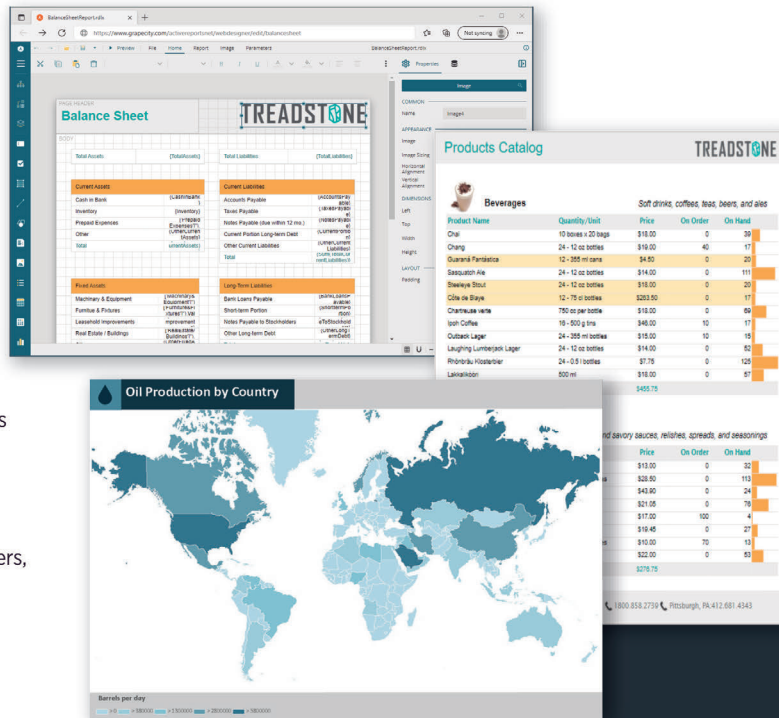 BalanceSheetReport.rdlx
https://www.grapecity.com/activereportsnet/webdesigner/edit/balancesheet
Not syncing
Preview File Home Report Image Parameters
BalanceSheetReport.rdlx
Properties
PAGE HEADER
Balance Sheet
TREADSTONE
BODY
Total Assets {TotalAssets} Total Liabilities {TotalLiabilities}
Current Assets Current Liabilities
Cash in Bank Accounts Payable
Inventory {Inventory} Taxes Payable
Prepaid Expenses Notes Payable (due within 12 mo.)
Other Current Portion Long-term Debt
Total Other Current Liabilities
Total
Fixed Assets Long-Term Liabilities
Machinary & Equipment Bank Loans Payable
Furnitue & Fixtures Short-term Portion
Leasehold Improvements Notes Payable to Stockholders
Real Estate / Buildings Other Long-term Debt
Image
COMMON
Name Image4
APPEARANCE
Image
Image Sizing
Horizontal
Alignment
Vertical
Alignment
DIMENSIONS
Left
Top
Width
Height
LAYOUT
Padding
Products Catalog
TREADSTONE
Beverages Soft drinks, coffees, teas, beers, and ales
Product Name Quantity/Unit Price On Order On Hand
Chai 10 boxes x 20 bags $18.00 0 39
Chang 24 - 12 oz bottles $19.00 40 17
Guaraná Fantástica 12 - 355 ml cans $4.50 0 20
Sasquatch Ale 24 - 12 oz bottles $14.00 0 111
Steeleye Stout 24 - 12 oz bottles $18.00 0 20
Côte de Blaye 12 - 75 cl bottles $263.50 0 17
Chartreuse verte 750 cc per bottle $18.00 0 69
Ipoh Coffee 16 - 500 g tins $46.00 10 17
Outback Lager 24 - 355 ml bottles $15.00 10 15
Laughing Lumberjack Lager 24 - 12 oz bottles $14.00 0 52
Rhönbräu Klosterbier 24 - 0.5 l bottles $7.75 0 125
Lakkalikööri 500 ml $18.00 0 57
$455.75
nd savory sauces, relishes, spreads, and seasonings
Price On Order On Hand
$13.00 0 32
$28.50 0 113
$43.90 0 24
$21.05 0 76
$17.00 100 4
$19.45 0 27
$10.00 70 13
$22.00 0 53
$276.75
1800.858.2739 Pittsburgh, PA:412.681.4343
s
ers,
Oil Production by Country
Barrels per day